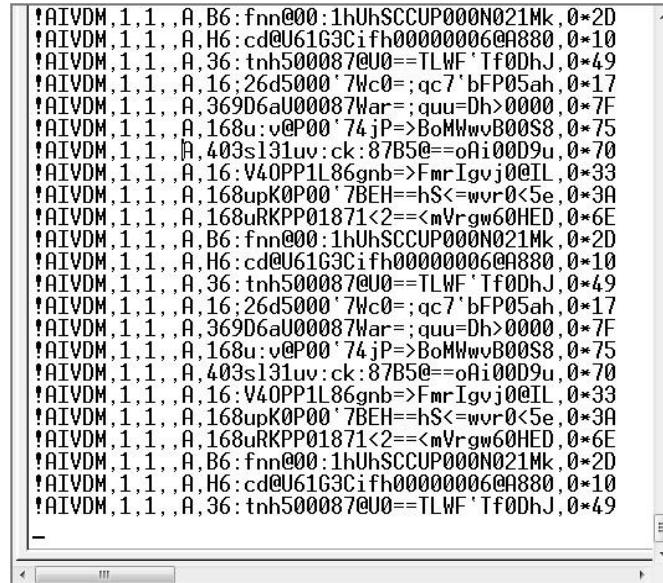 !AIVDM,1,1,,A,B6:fnn@00:1hUhSCCUP000N021Mk,0*2D
!AIVDM,1,1,,A,H6:cd@U61G3Cifh00000006@A880,0*10
!AIVDM,1,1,,A,36:tnh500087@U0==TLWF`Tf0DhJ,0*49
!AIVDM,1,1,,A,16;26d5000`7Wc0=;qc7`bFP05ah,0*17
!AIVDM,1,1,,A,369D6aU00087War=;quu=Dh>0000,0*7F
!AIVDM,1,1,,A,168u:v@P00`74jP=>BoMWwvB00S8,0*75
!AIVDM,1,1,,A,403sl31uv:ck:87B5@==oAi00D9u,0*70
!AIVDM,1,1,,A,16:V4OPP1L86gnb=>FmrIgvj0@IL,0*33
!AIVDM,1,1,,A,168upK0P00`7BEH==hS<=wvr0<5e,0*3A
!AIVDM,1,1,,A,168uRKPP01871<2==<mVrgw60HED,0*6E
!AIVDM,1,1,,A,B6:fnn@00:1hUhSCCUP000N021Mk,0*2D
!AIVDM,1,1,,A,H6:cd@U61G3Cifh00000006@A880,0*10
!AIVDM,1,1,,A,36:tnh500087@U0==TLWF`Tf0DhJ,0*49
!AIVDM,1,1,,A,16;26d5000`7Wc0=;qc7`bFP05ah,0*17
!AIVDM,1,1,,A,369D6aU00087War=;quu=Dh>0000,0*7F
!AIVDM,1,1,,A,168u:v@P00`74jP=>BoMWwvB00S8,0*75
!AIVDM,1,1,,A,403sl31uv:ck:87B5@==oAi00D9u,0*70
!AIVDM,1,1,,A,16:V4OPP1L86gnb=>FmrIgvj0@IL,0*33
!AIVDM,1,1,,A,168upK0P00`7BEH==hS<=wvr0<5e,0*3A
!AIVDM,1,1,,A,168uRKPP01871<2==<mVrgw60HED,0*6E
!AIVDM,1,1,,A,B6:fnn@00:1hUhSCCUP000N021Mk,0*2D
!AIVDM,1,1,,A,H6:cd@U61G3Cifh00000006@A880,0*10
!AIVDM,1,1,,A,36:tnh500087@U0==TLWF`Tf0DhJ,0*49